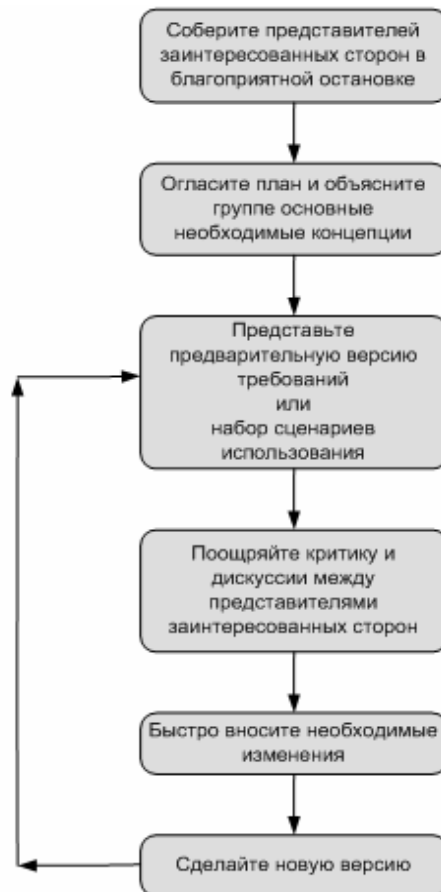 Соберите представителей
заинтересованных сторон в
благоприятной остановке
Огласите план и объясните
группе основные
необходимые концепции
Представьте
предварительную версию
требований
или
набор сценариев
использования
Поощряйте критику и
дискуссии между
представителями
заинтересованных сторон
Быстро вносите необходимые
изменения
Сделайте новую версию